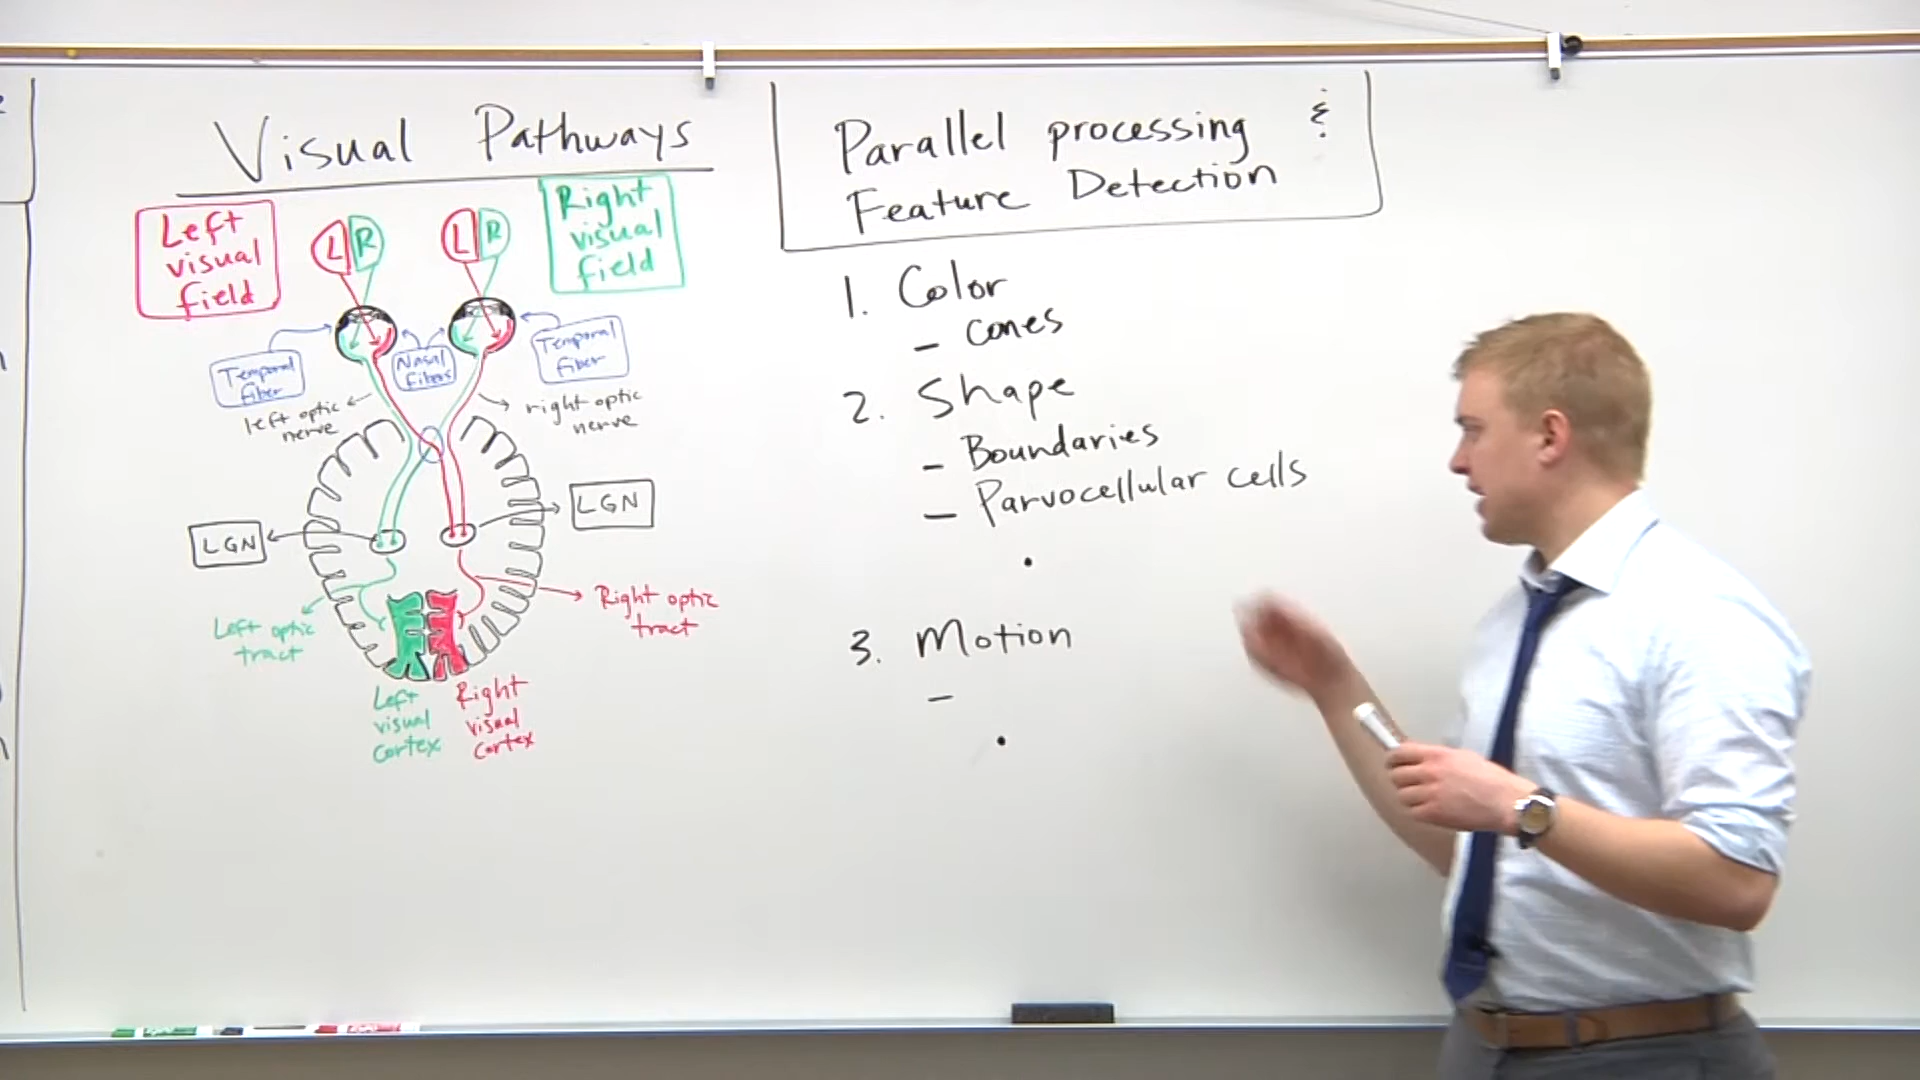 Visual Pathways
Left
visual
field
L R
L R
Right
visual
field
Temporal
fiber
Nasal
fibers
Temporal
fiber
left optic
nerve
right optic
nerve
LGN
LGN
Left optic
tract
Right optic
tract
Left
visual
cortex
Right
visual
cortex
Parallel processing &
Feature Detection
1. Color
- cones
2. Shape
- Boundaries
- Parvocellular cells
•
3. Motion
-
•